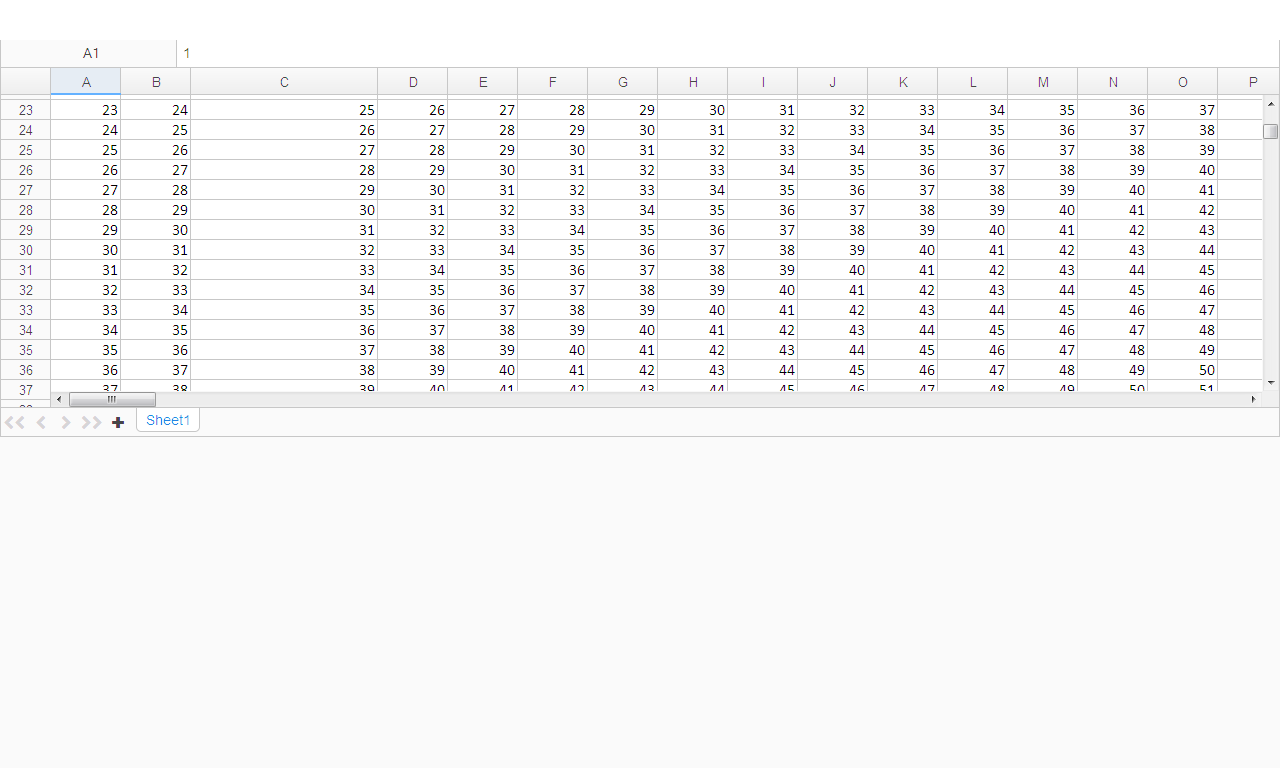 A1 1
A B C D E F G H I J K L M N O P
23 23 24 25 26 27 28 29 30 31 32 33 34 35 36 37
24 24 25 26 27 28 29 30 31 32 33 34 35 36 37 38
25 25 26 27 28 29 30 31 32 33 34 35 36 37 38 39
26 26 27 28 29 30 31 32 33 34 35 36 37 38 39 40
27 27 28 29 30 31 32 33 34 35 36 37 38 39 40 41
28 28 29 30 31 32 33 34 35 36 37 38 39 40 41 42
29 29 30 31 32 33 34 35 36 37 38 39 40 41 42 43
30 30 31 32 33 34 35 36 37 38 39 40 41 42 43 44
31 31 32 33 34 35 36 37 38 39 40 41 42 43 44 45
32 32 33 34 35 36 37 38 39 40 41 42 43 44 45 46
33 33 34 35 36 37 38 39 40 41 42 43 44 45 46 47
34 34 35 36 37 38 39 40 41 42 43 44 45 46 47 48
35 35 36 37 38 39 40 41 42 43 44 45 46 47 48 49
36 36 37 38 39 40 41 42 43 44 45 46 47 48 49 50
37 37 38 39 40 41 42 43 44 45 46 47 48 49 50 51
Sheet1